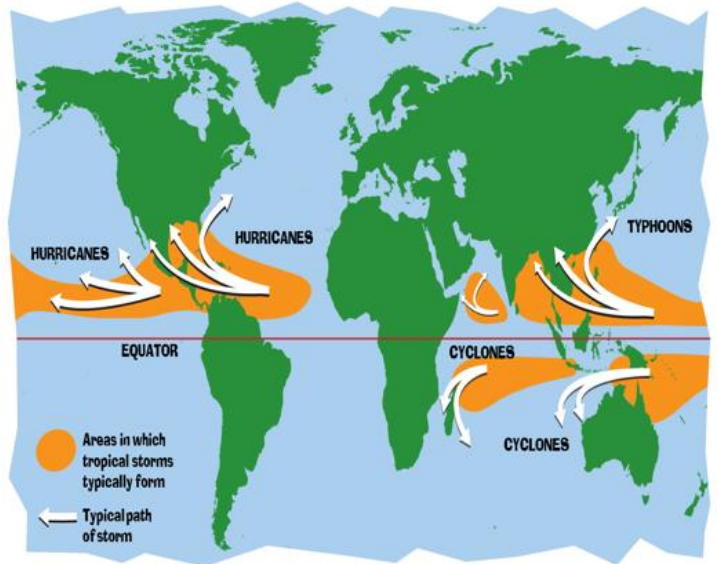 HURRICANES
HURRICANES
TYPHOONS
EQUATOR
CYCLONES
CYCLONES
Areas in which
tropical storms
typically form
Typical path
of storm